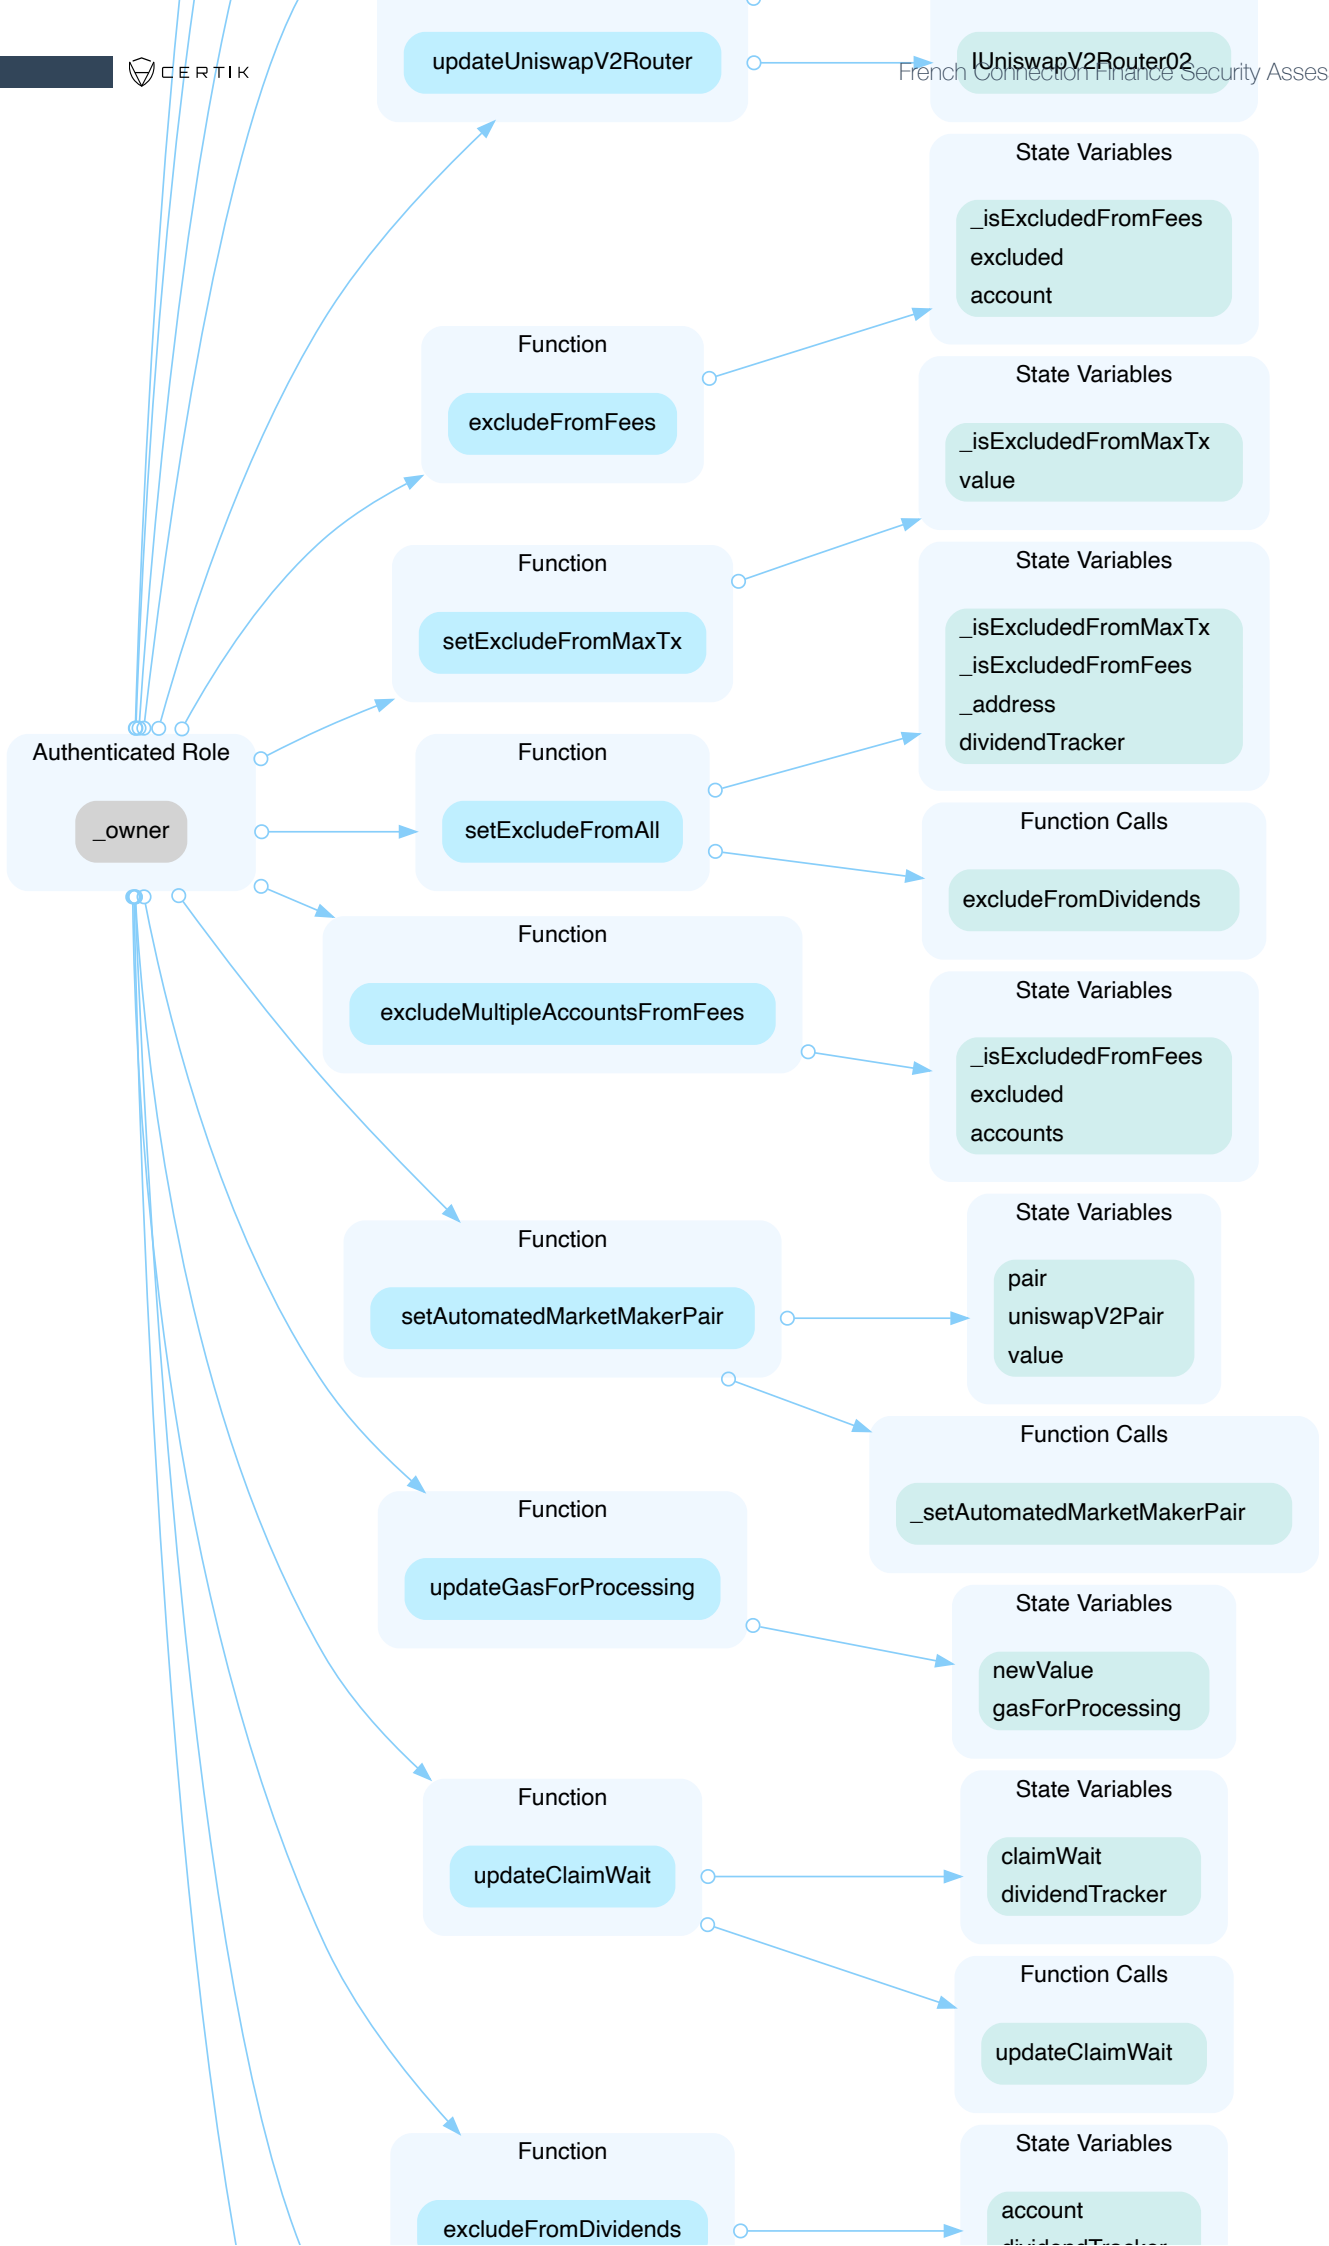 updateUniswapV2Router
IUniswapV2Router02
CERTIK
French Connection Finance Security Asses
State Variables
_isExcludedFromFees
excluded
account
Function
excludeFromFees
State Variables
_isExcludedFromMaxTx
value
Function
setExcludeFromMaxTx
State Variables
_isExcludedFromMaxTx
_isExcludedFromFees
_address
dividendTracker
Authenticated Role
_owner
Function
setExcludeFromAll
Function Calls
excludeFromDividends
Function
excludeMultipleAccountsFromFees
State Variables
_isExcludedFromFees
excluded
accounts
Function
setAutomatedMarketMakerPair
State Variables
pair
uniswapV2Pair
value
Function Calls
_setAutomatedMarketMakerPair
Function
updateGasForProcessing
State Variables
newValue
gasForProcessing
Function
updateClaimWait
State Variables
claimWait
dividendTracker
Function Calls
updateClaimWait
Function
excludeFromDividends
State Variables
account
dividendTracker